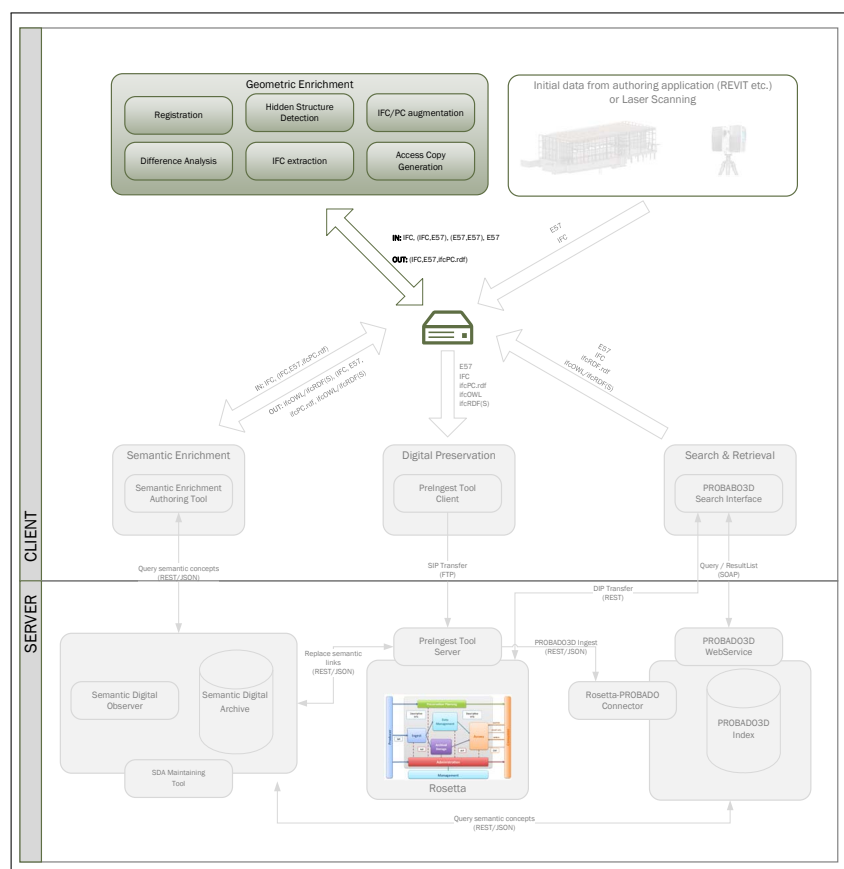 Geometric Enrichment
Registration
Hidden Structure
Detection
IFC/PC augmentation
Difference Analysis
IFC extraction
Access Copy
Generation
Initial data from authoring application (REVIT etc.)
or Laser Scanning
IN: IFC, (IFC,E57), (E57,E57), E57
OUT: (IFC,E57,ifcPC.rdf)
E57
IFC
IN: IFC, (IFC,E57,ifcPC.rdf)
OUT: ifcOWL/ifcRDF(S), (IFC, E57,
ifcPC.rdf, ifcOWL/ifcRDF(S)
E57
IFC
ifcPC.rdf
ifcOWL
ifcRDF(S)
E57
IFC
ifcRDF.rdf
ifcOWL/ifcRDF(S)
CLIENT
Semantic Enrichment
Semantic Enrichment
Authoring Tool
Digital Preservation
PreIngest Tool
Client
Search & Retrieval
PROBABO3D
Search Interface
Query semantic concepts
(REST/JSON)
SIP Transfer
(FTP)
Query / ResultList
(SOAP)
DIP Transfer
(REST)
SERVER
Semantic Digital
Observer
Semantic Digital
Archive
SDA Maintaining
Tool
Replace semantic
links
(REST/JSON)
PreIngest Tool
Server
PROBADO3D Ingest
(REST/JSON)
PROBADO3D
WebService
Rosetta-PROBADO
Connector
PROBADO3D
Index
Administration
Management
Rosetta
Query semantic concepts
(REST/JSON)